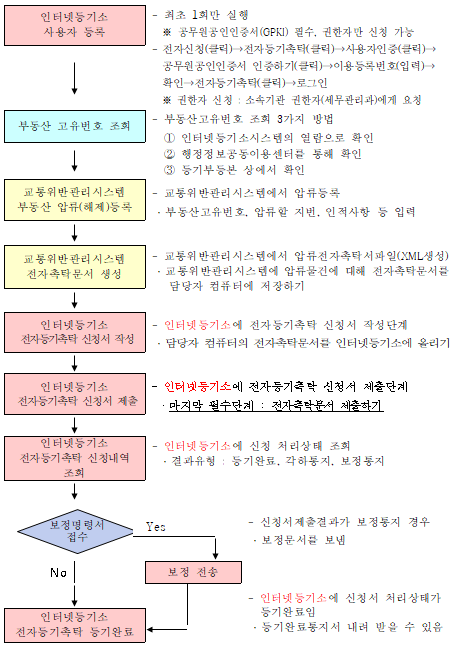 인터넷등기소
사용자 등록
- 최초 1회만 실행
※ 공무원공인인증서(GPKI) 필수, 권한자만 신청 가능
- 전자신청(클릭)→전자등기촉탁(클릭)→사용자인증(클릭)→
공무원공인인증서 인증하기(클릭)→이용등록번호(입력)→
확인→전자등기촉탁(클릭)→로그인
※ 권한자 신청 : 소속기관 권한자(세무관리과)에게 요청
부동산 고유번호 조회
- 부동산고유번호 조회 3가지 방법
① 인터넷등기소시스템의 열람으로 확인
② 행정정보공동이용센터를 통해 확인
③ 등기부등본 상에서 확인
교통위반관리시스템
부동산 압류(해제)등록
- 교통위반관리시스템에서 압류등록
· 부동산고유번호, 압류할 지번, 인적사항 등 입력
교통위반관리시스템
전자촉탁문서 생성
- 교통위반관리시스템에서 압류전자촉탁서파일(XML생성)
· 교통위반관리시스템에 압류물건에 대해 전자촉탁문서를
담당자 컴퓨터에 저장하기
인터넷등기소
전자등기촉탁 신청서 작성
- 인터넷등기소에 전자등기촉탁 신청서 작성단계
· 담당자 컴퓨터의 전자촉탁문서를 인터넷등기소에 올리기
인터넷등기소
전자등기촉탁 신청서 제출
- 인터넷등기소에 전자등기촉탁 신청서 제출단계
· 마지막 필수단계 : 전자촉탁문서 제출하기
인터넷등기소
전자등기촉탁 신청내역
조회
- 인터넷등기소에 신청 처리상태 조회
· 결과유형 : 등기완료, 각하통지, 보정통지
보정명령서
접수
Yes
- 신청서제출결과가 보정통지 경우
· 보정문서를 보냄
No
보정 전송
인터넷등기소
전자등기촉탁 등기완료
- 인터넷등기소에 신청서 처리상태가
등기완료임
· 등기완료통지서 내려 받을 수 있음